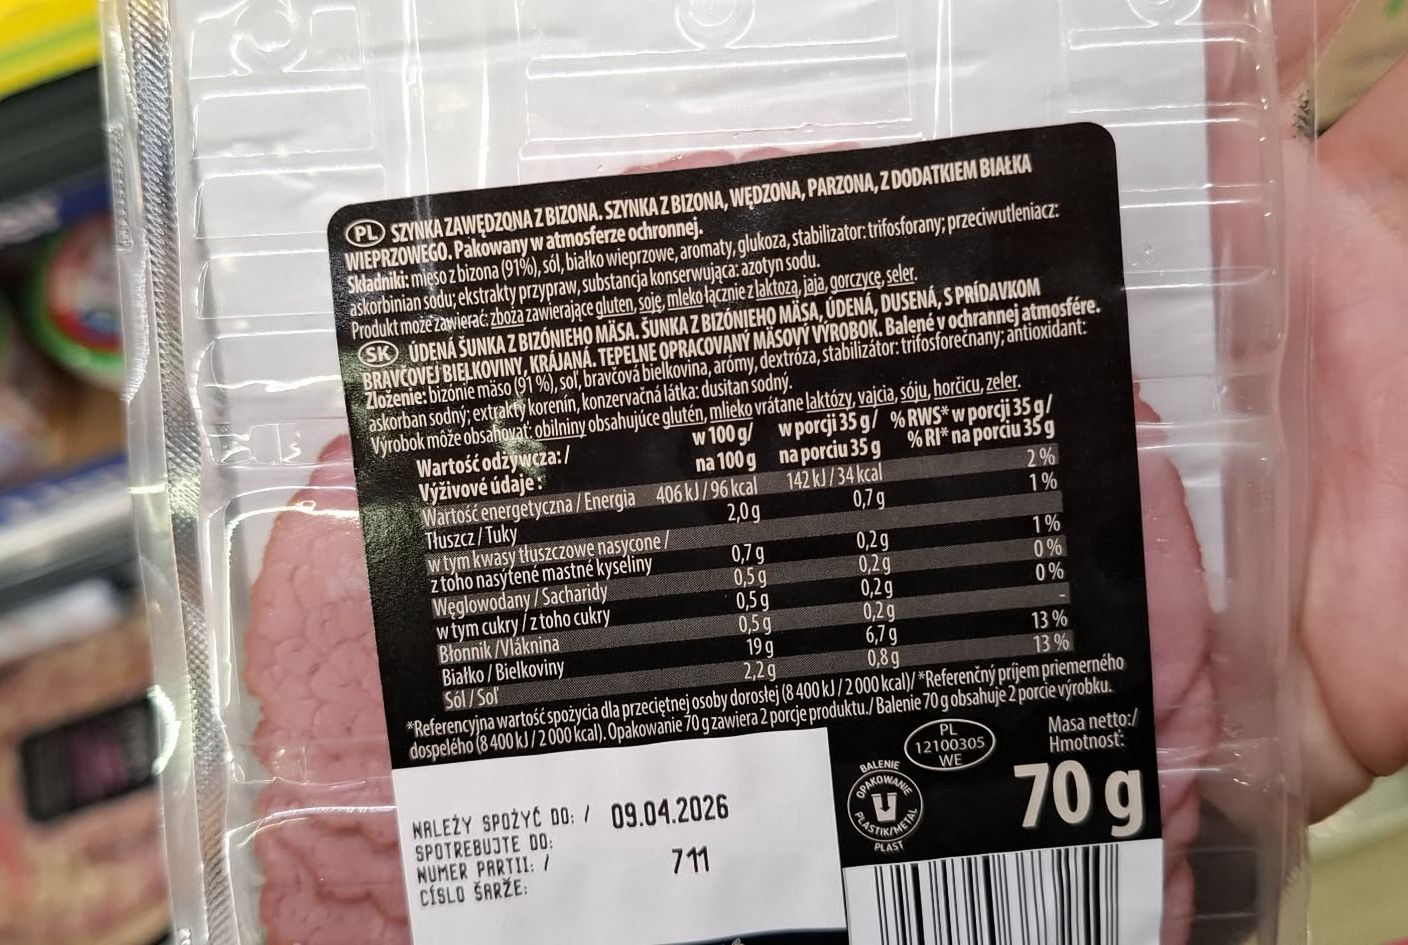 PL SZYNKA ZAWĘDZONA Z BIZONA. SZYNKA Z BIZONA, WĘDZONA, PARZONA, Z DODATKIEM BIAŁKA
WIEPRZOWEGO. Pakowany w atmosferze ochronnej.
Składniki: mięso z bizona (91%), sól, białko wieprzowe, aromaty, glukoza, stabilizator: trifosforany; przeciwutleniacz:
askorbinian sodu; ekstrakty przypraw, substancja konserwująca: azotyn sodu.
Produkt może zawierać: zboża zawierające gluten, soję, mleko łącznie z laktozą, jaja, gorczycę, seler.
SK ÚDENÁ ŠUNKA Z BIZÓNIEHO MÄSA. ŠUNKA Z BIZÓNIEHO MÄSA, ÚDENÁ, DUSENÁ, S PRÍDAVKOM
BRAVČOVEJ BIELKOVINY, KRÁJANÁ. TEPELNE OPRACOVANÝ MÄSOVÝ VÝROBOK. Balené v ochrannej atmosfére.
Zloženie: bizónie mäso (91 %), soľ, bravčová bielkovina, arómy, dextróza, stabilizátor: trifosforečnany; antioxidant:
askorban sodný; extrakty korenín, konzervačná látka: dusitan sodný.
Výrobok môže obsahovať: obilniny obsahujúce glutén, mlieko vrátane laktózy, vajcia, sóju, horčicu, zeler.
Wartość odżywcza: / w 100 g/ w porcji 35 g/ % RWS* w porcji 35 g/
Výživové údaje: na 100 g na porciu 35 g % RI* na porciu 35 g
Wartość energetyczna / Energia 406 kJ / 96 kcal 142 kJ / 34 kcal 2 %
Tłuszcz / Tuky 2,0 g 0,7 g 1 %
w tym kwasy tłuszczowe nasycone /
z toho nasýtené mastné kyseliny 0,7 g 0,2 g 1 %
Węglowodany / Sacharidy 0,5 g 0,2 g 0 %
w tym cukry / z toho cukry 0,5 g 0,2 g 0 %
Błonnik / Vláknina 0,5 g 0,2 g -
Białko / Bielkoviny 19 g 6,7 g 13 %
Sól / Soľ 2,2 g 0,8 g 13 %
*Referencyjna wartość spożycia dla przeciętnej osoby dorosłej (8 400 kJ / 2 000 kcal)/ *Referenčný príjem priemerného
dospelého (8 400 kJ / 2 000 kcal). Opakowanie 70 g zawiera 2 porcje produktu./ Balenie 70 g obsahuje 2 porcie výrobku.
NALEŻY SPOŻYĆ DO: / 09.04.2026
SPOTREBUJTE DO:
NUMER PARTII: / 711
CÍSLO ŠARŽE:
BALENIE
OPAKOWANIE
PLASTIK/METAL
PLAST
PL
12100305
WE
Masa netto:/
Hmotnosť:
70 g